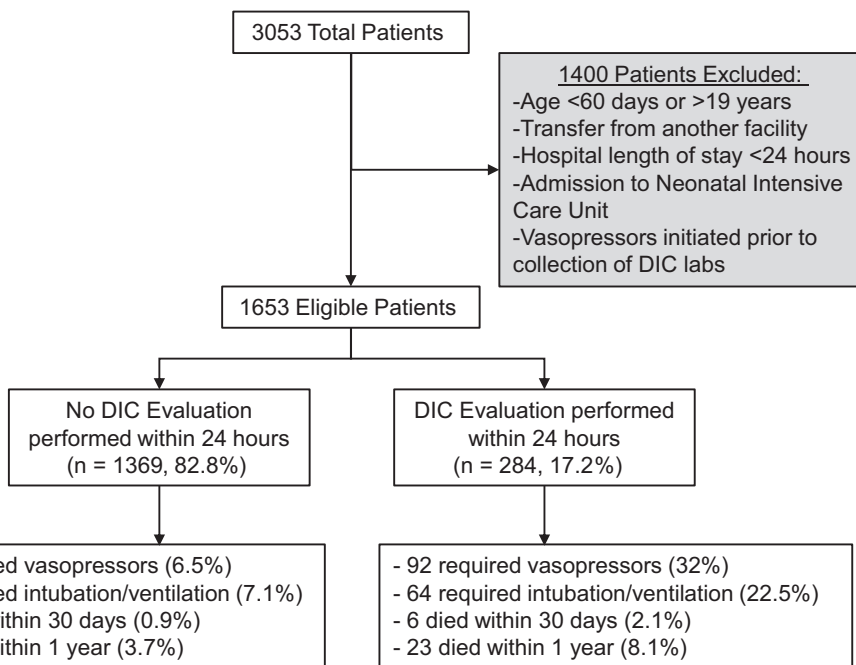 3053 Total Patients
1400 Patients Excluded:
-Age <60 days or >19 years
-Transfer from another facility
-Hospital length of stay <24 hours
-Admission to Neonatal Intensive
Care Unit
-Vasopressors initiated prior to
collection of DIC labs
1653 Eligible Patients
No DIC Evaluation
performed within 24 hours
(n = 1369, 82.8%)
DIC Evaluation performed
within 24 hours
(n = 284, 17.2%)
vasopressors (6.5%)
intubation/ventilation (7.1%)
within 30 days (0.9%)
within 1 year (3.7%)
- 92 required vasopressors (32%)
- 64 required intubation/ventilation (22.5%)
- 6 died within 30 days (2.1%)
- 23 died within 1 year (8.1%)